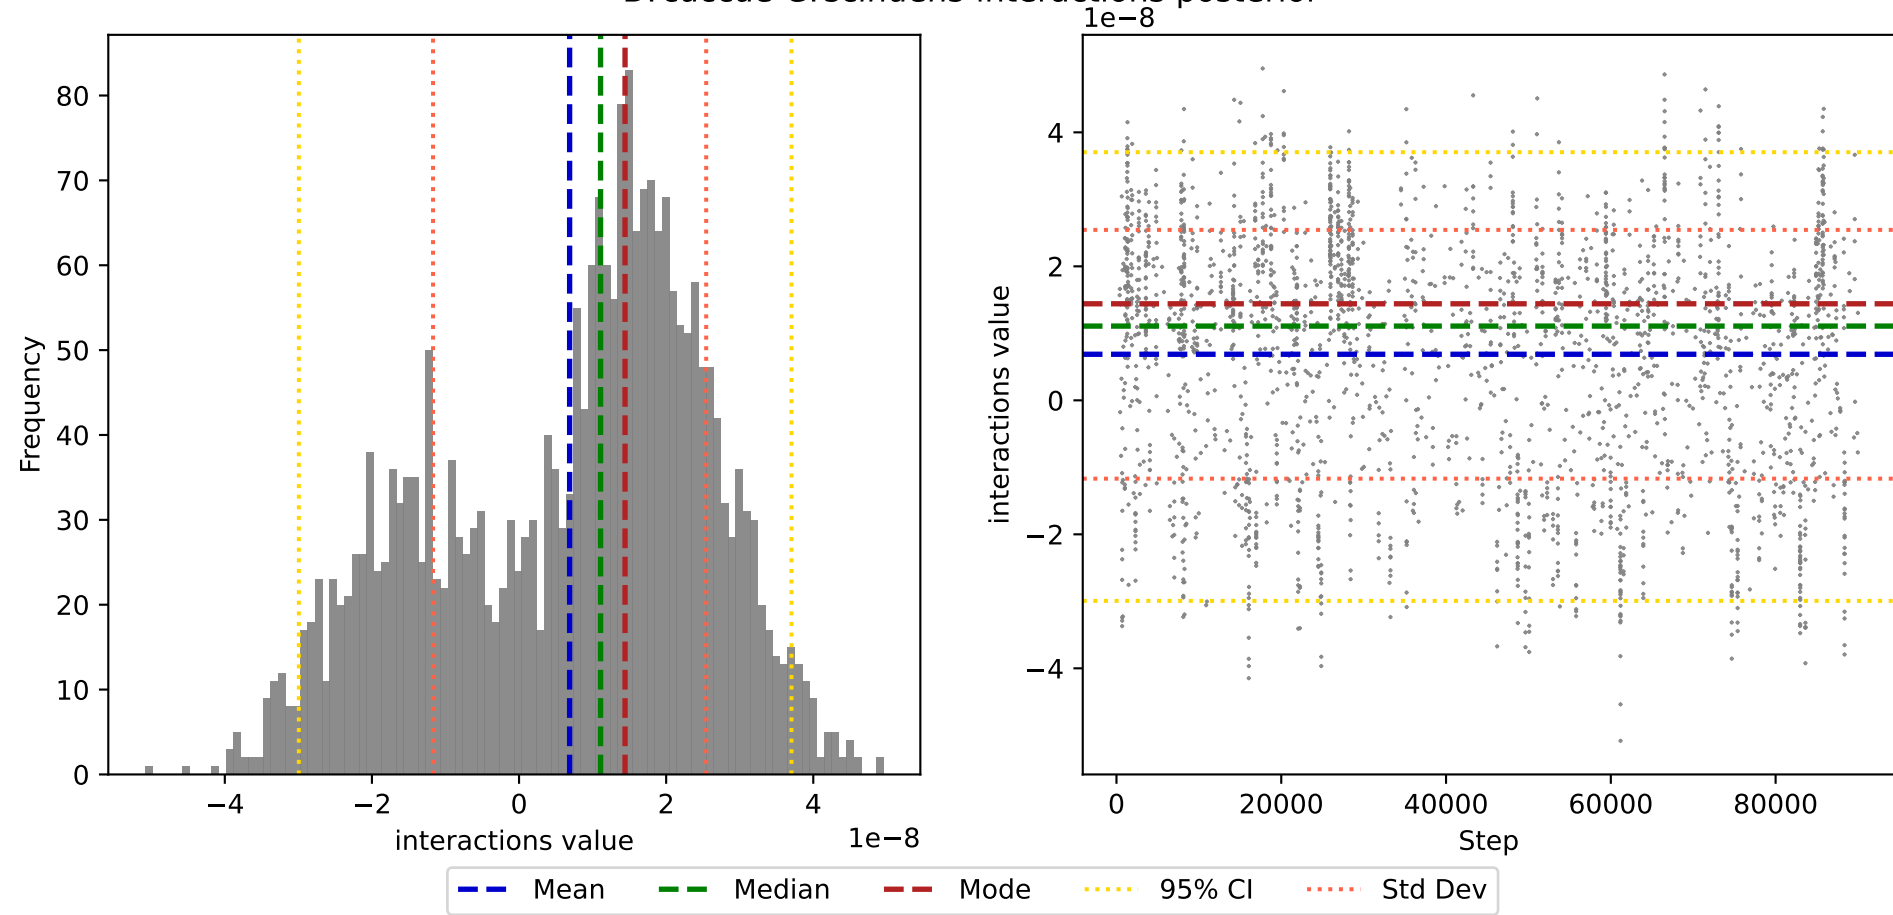 interactions posterior
1e−8
80
70
60
50
40
30
20
10
0
Frequency
−4
−2
0
2
4
1e−8
interactions value
4
2
0
−2
−4
interactions value
0
20000
40000
60000
80000
Step
Mean
Median
Mode
95% CI
Std Dev